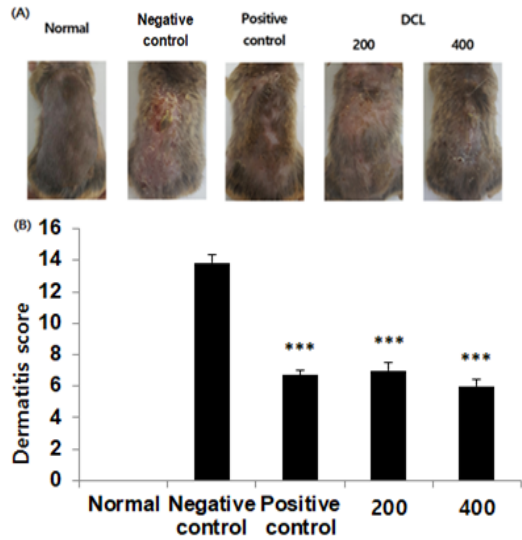 (A)
Normal
Negative
control
Positive
control
DCL
200
400
(B)
Dermatitis score
16
14
12
10
8
6
4
2
0
***
***
***
Normal
Negative
control
Positive
control
200
400